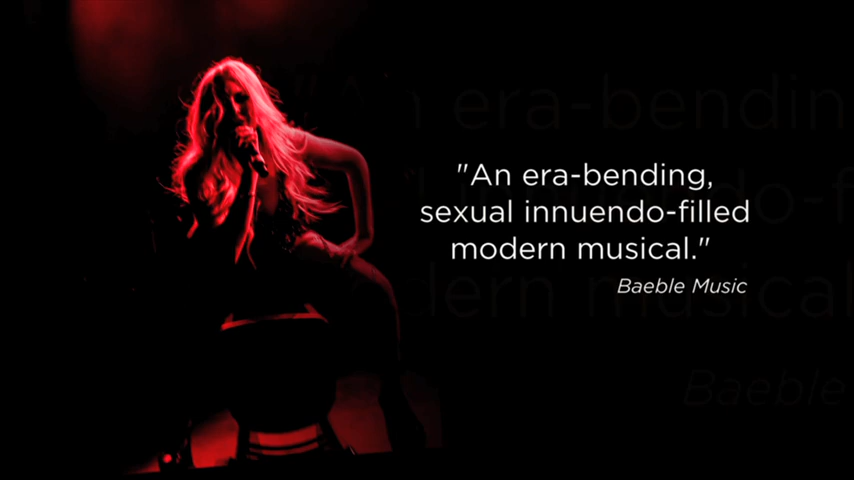 "An era-bending,
sexual innuendo-filled
modern musical."
Baeble Music